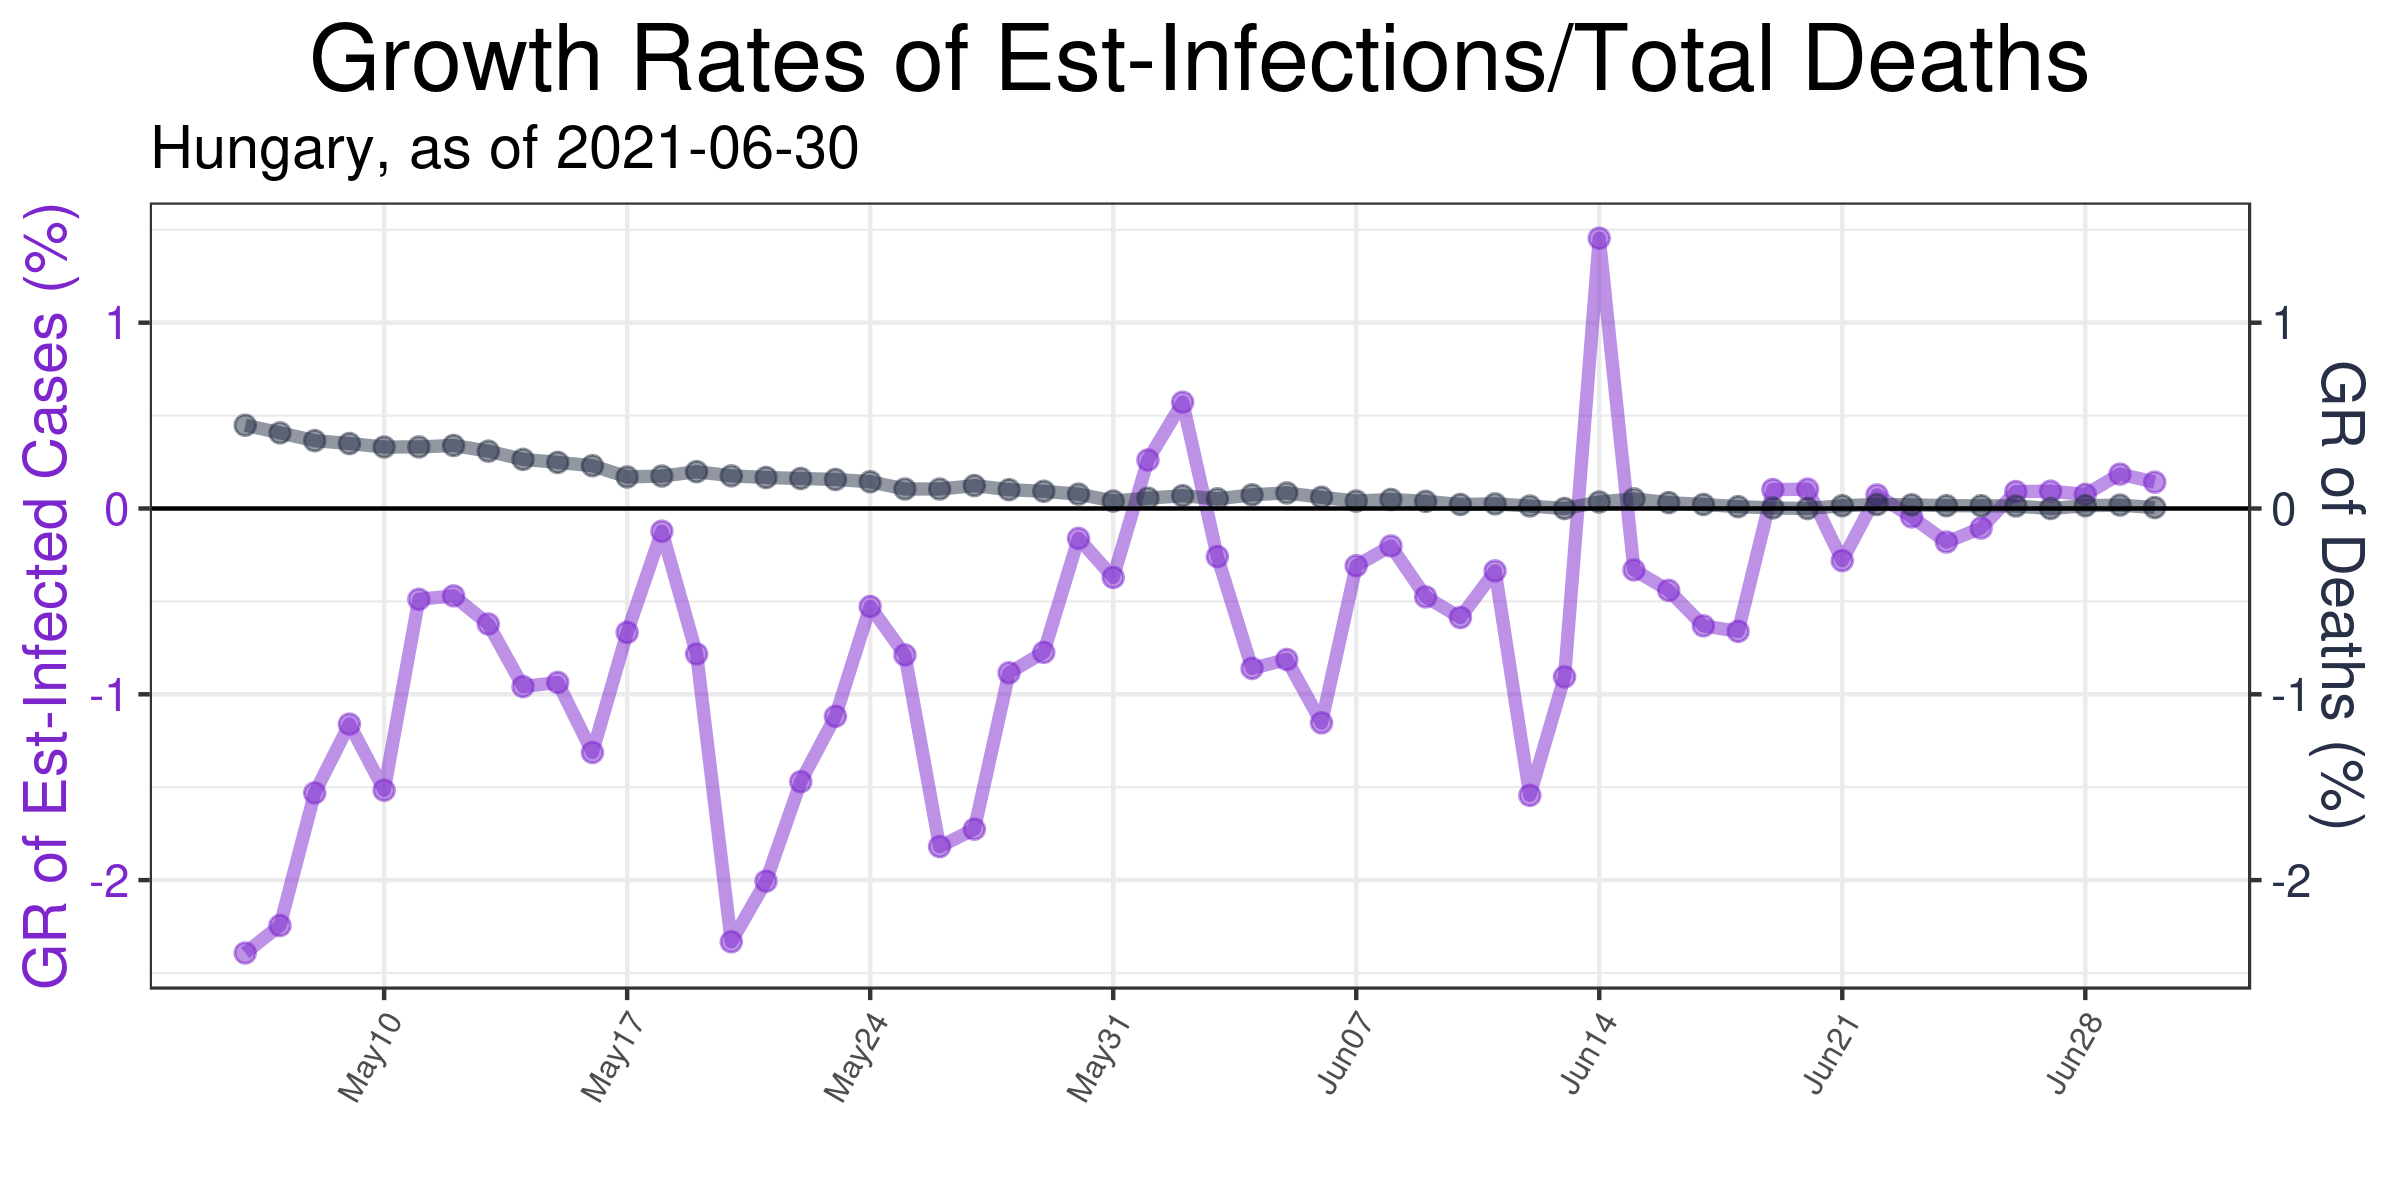 Growth Rates of Est-Infections/Total Deaths
Hungary, as of 2021-06-30
GR of Est-Infected Cases (%)
1
0
-1
-2
1
0
-1
-2
GR of Deaths (%)
May10
May17
May24
May31
Jun07
Jun14
Jun21
Jun28